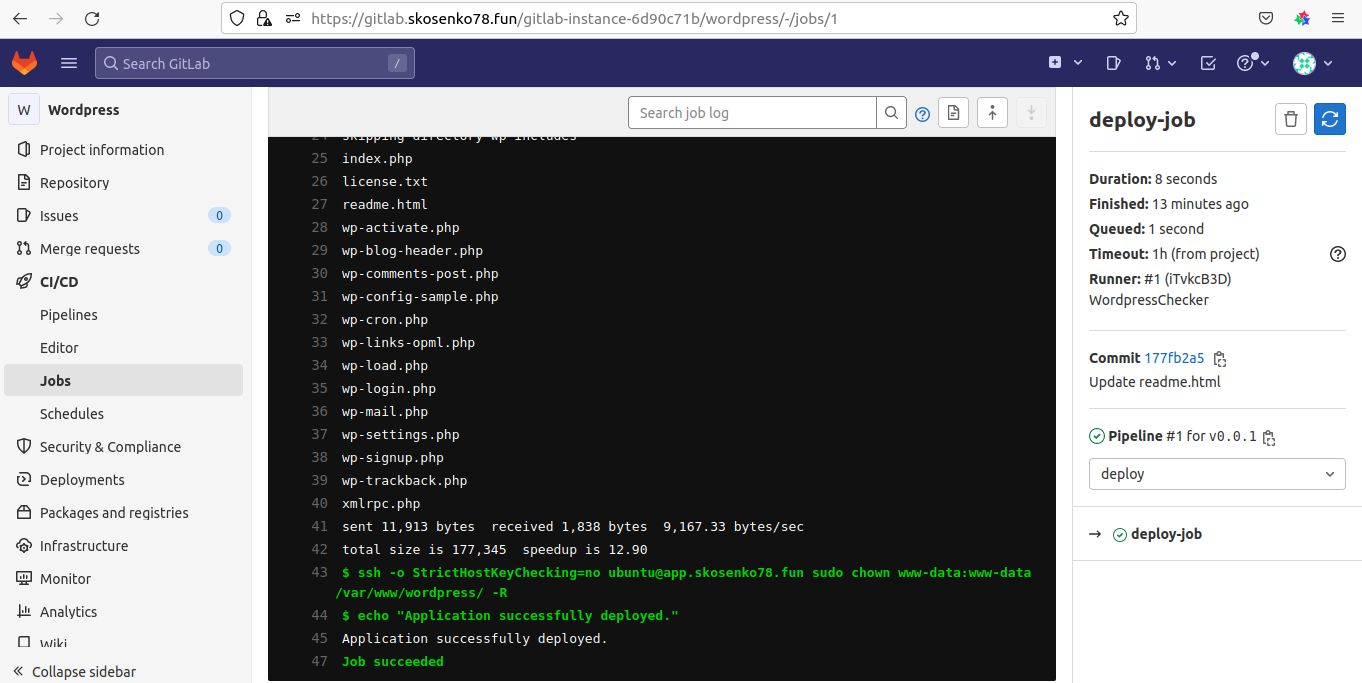 https://gitlab.skosenko78.fun/gitlab-instance-6d90c71b/wordpress/-/jobs/1
Search GitLab
/
W Wordpress
Project information
Repository
Issues 0
Merge requests 0
CI/CD
Pipelines
Editor
Jobs
Schedules
Security & Compliance
Deployments
Packages and registries
Infrastructure
Monitor
Analytics
Wiki
Collapse sidebar
Search job log
24 skipping directory wp-includes
25 index.php
26 license.txt
27 readme.html
28 wp-activate.php
29 wp-blog-header.php
30 wp-comments-post.php
31 wp-config-sample.php
32 wp-cron.php
33 wp-links-opml.php
34 wp-load.php
35 wp-login.php
36 wp-mail.php
37 wp-settings.php
38 wp-signup.php
39 wp-trackback.php
40 xmlrpc.php
41 sent 11,913 bytes  received 1,838 bytes  9,167.33 bytes/sec
42 total size is 177,345  speedup is 12.90
43 $ ssh -o StrictHostKeyChecking=no ubuntu@app.skosenko78.fun sudo chown www-data:www-data
/var/www/wordpress/ -R
44 $ echo "Application successfully deployed."
45 Application successfully deployed.
47 Job succeeded
deploy-job
Duration: 8 seconds
Finished: 13 minutes ago
Queued: 1 second
Timeout: 1h (from project)
Runner: #1 (iTvkcB3D)
WordpressChecker
Commit 177fb2a5
Update readme.html
Pipeline #1 for v0.0.1
deploy
→ deploy-job